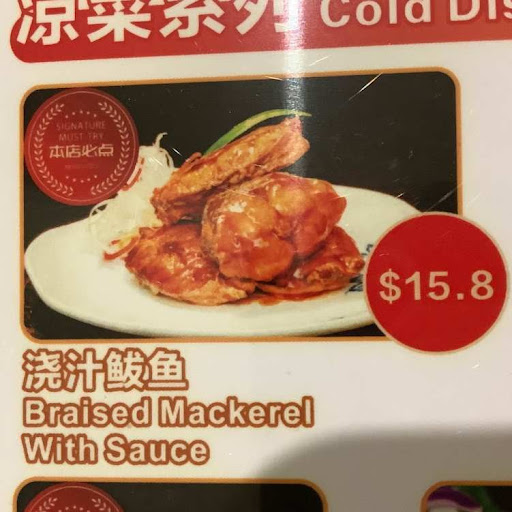 凉菜系列 Cold
SIGNATURE
MUST TRY
本店必点
$15.8
浇汁鲅鱼
Braised Mackerel
With Sauce
SIGNATURE